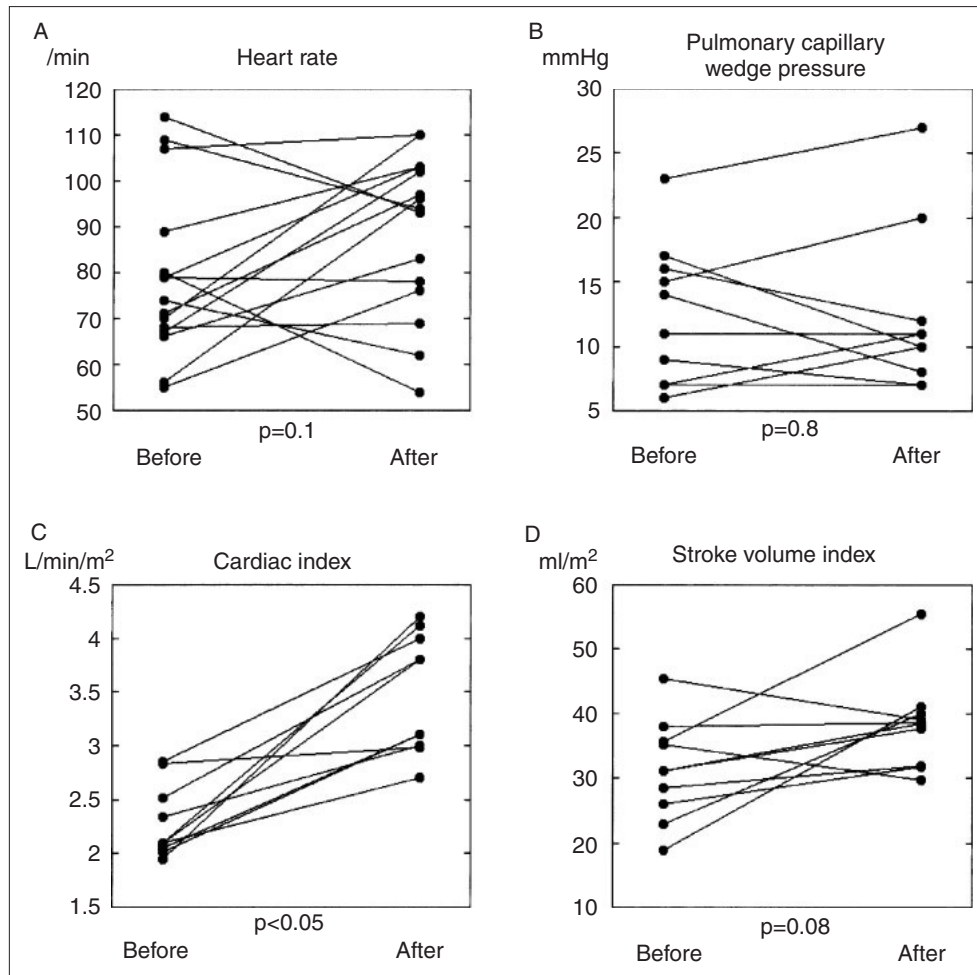 A
/min
Heart rate
120
110
100
90
80
70
60
50
p=0.1
Before
After
B
mmHg
Pulmonary capillary
wedge pressure
30
25
20
15
10
5
p=0.8
Before
After
C
L/min/m²
Cardiac index
4.5
4
3.5
3
2.5
2
1.5
p<0.05
Before
After
D
ml/m²
Stroke volume index
60
50
40
30
20
10
p=0.08
Before
After